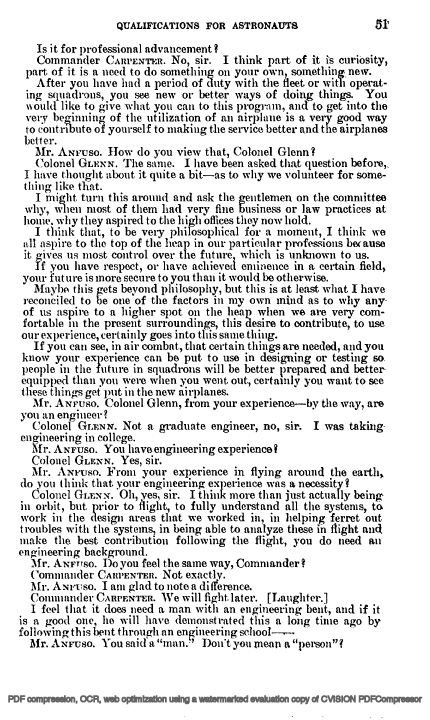 QUALIFICATIONS FOR ASTRONAUTS 51
Is it for professional advancement?
Commander CARPENTER. No, sir. I think part of it is curiosity,
part of it is a need to do something on your own, something new.
After you have had a period of duty with the fleet or with operat-
ing squadrons, you see new or better ways of doing things. You
would like to give what you can to this program, and to get into the
very beginning of the utilization of an airplane is a very good way
to contribute of yourself to making the service better and the airplanes
better.
Mr. ANFUSO. How do you view that, Colonel Glenn?
Colonel GLENN. The same. I have been asked that question before,
I have thought about it quite a bit—as to why we volunteer for some-
thing like that.
I might turn this around and ask the gentlemen on the committee
why, when most of them had very fine business or law practices at
home, why they aspired to the high offices they now hold.
I think that, to be very philosophical for a moment, I think we
all aspire to the top of the heap in our particular professions because
it gives us most control over the future, which is unknown to us.
If you have respect, or have achieved eminence in a certain field,
your future is more secure to you than it would be otherwise.
Maybe this gets beyond philosophy, but this is at least what I have
reconciled to be one of the factors in my own mind as to why any
of us aspire to a higher spot on the heap when we are very com-
fortable in the present surroundings, this desire to contribute, to use
our experience, certainly goes into this same thing.
If you can see, in air combat, that certain things are needed, and you
know your experience can be put to use in designing or testing so
people in the future in squadrons will be better prepared and better
equipped than you were when you went out, certainly you want to see
these things get put in the new airplanes.
Mr. ANFUSO. Colonel Glenn, from your experience—by the way, are
you an engineer?
Colonel GLENN. Not a graduate engineer, no, sir. I was taking
engineering in college.
Mr. ANFUSO. You have engineering experience?
Colonel GLENN. Yes, sir.
Mr. ANFUSO. From your experience in flying around the earth,
do you think that your engineering experience was a necessity?
Colonel GLENN. Oh, yes, sir. I think more than just actually being
in orbit, but prior to flight, to fully understand all the systems, to
work in the design areas that we worked in, in helping ferret out
troubles with the systems, in being able to analyze these in flight and
make the best contribution following the flight, you do need an
engineering background.
Mr. ANFUSO. Do you feel the same way, Commander?
Commander CARPENTER. Not exactly.
Mr. ANFUSO. I am glad to note a difference.
Commander CARPENTER. We will fight later. [Laughter.]
I feel that it does need a man with an engineering bent, and if it
is a good one, he will have demonstrated this a long time ago by
following this bent through an engineering school——
Mr. ANFUSO. You said a "man." Don't you mean a "person"?
PDF compression, OCR, web optimization using a watermarked evaluation copy of CVISION PDFCompressor